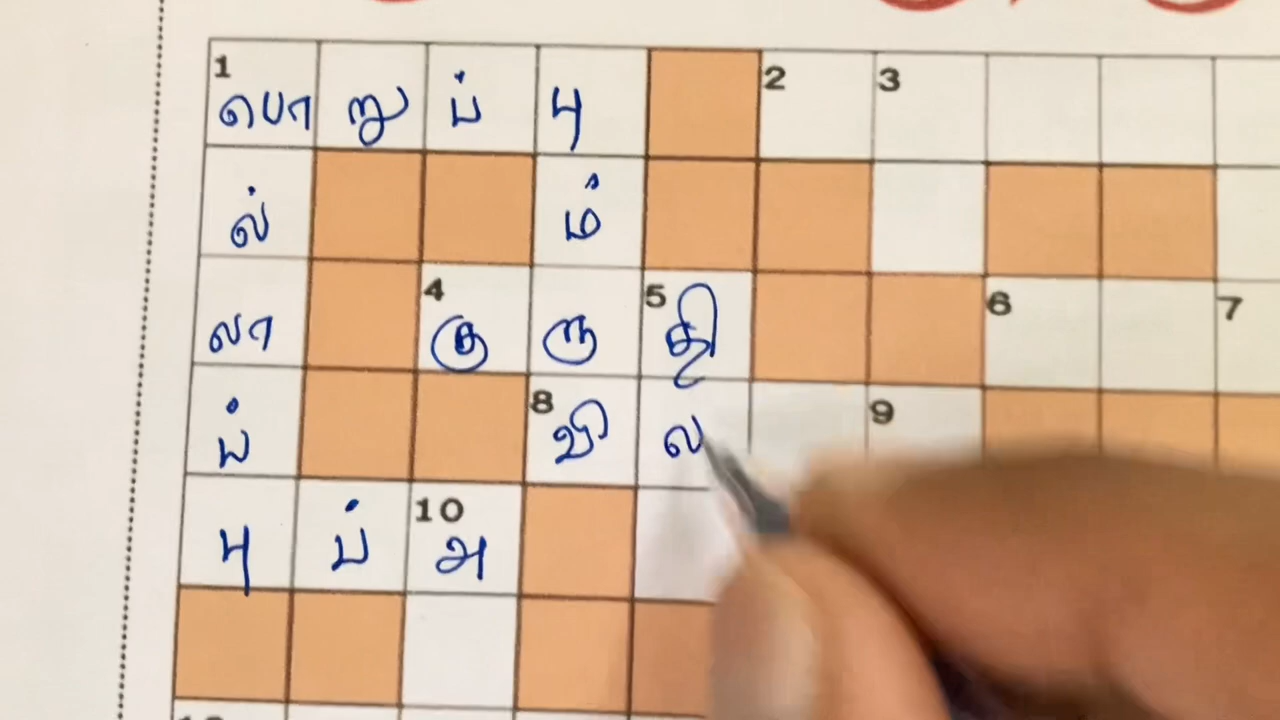 1 2 3
பொ று ப் பு
ல் ம்
4 5 6 7
லா கு ரு தி
8 9
ப் வி ல
10
பு ப் அ